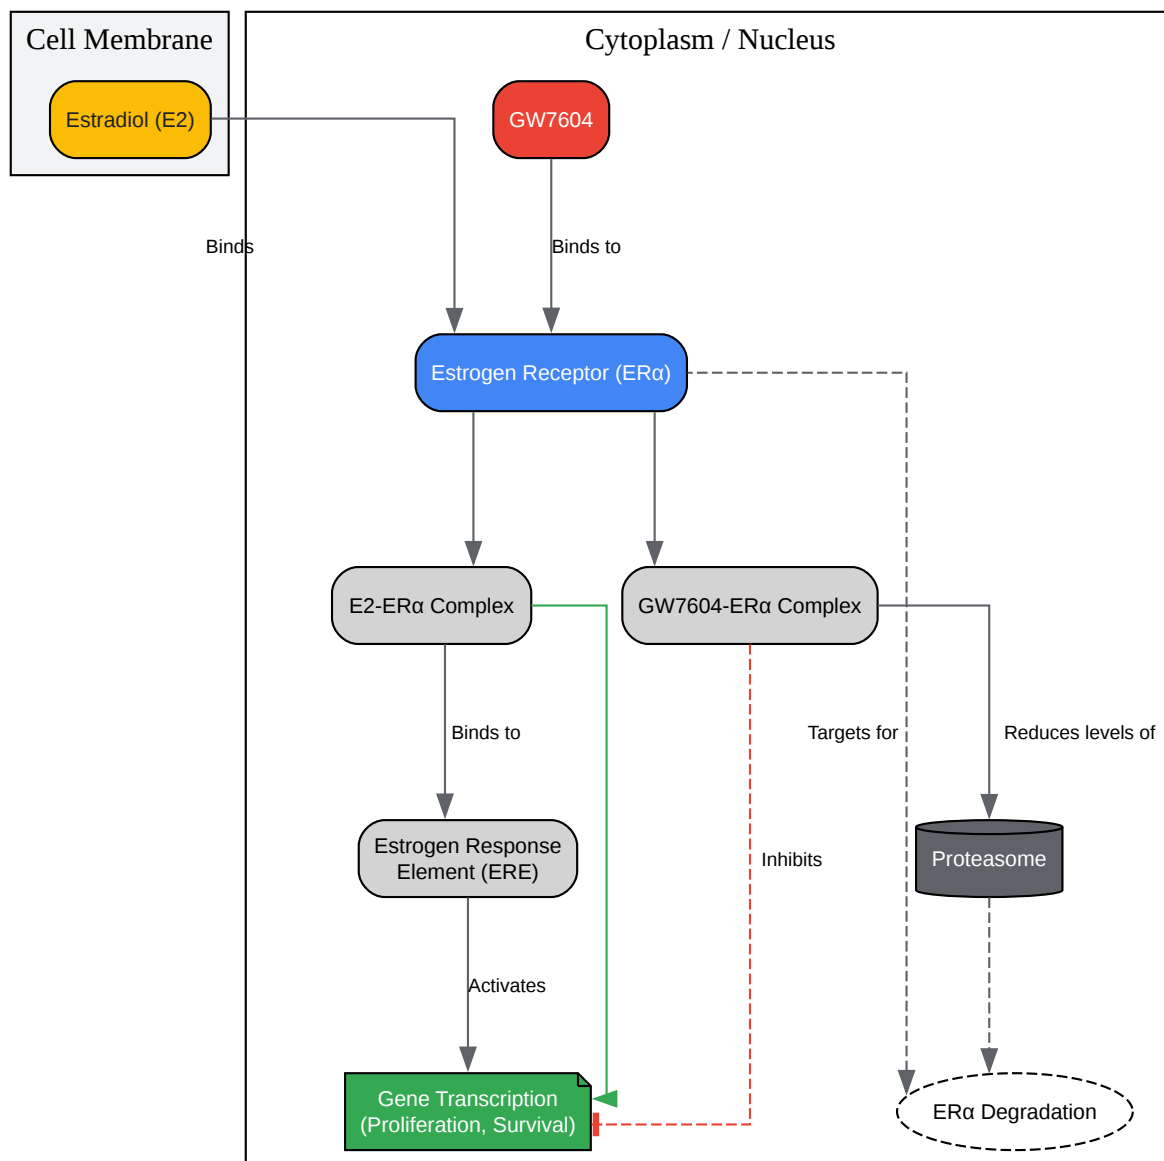 Cell Membrane
Cytoplasm / Nucleus
Estradiol (E2)
GW7604
Binds
Binds to
Estrogen Receptor (ERα)
E2-ERα Complex
GW7604-ERα Complex
Binds to
Targets for
Reduces levels of
Estrogen Response
Element (ERE)
Inhibits
Proteasome
Activates
Gene Transcription
(Proliferation, Survival)
ERα Degradation